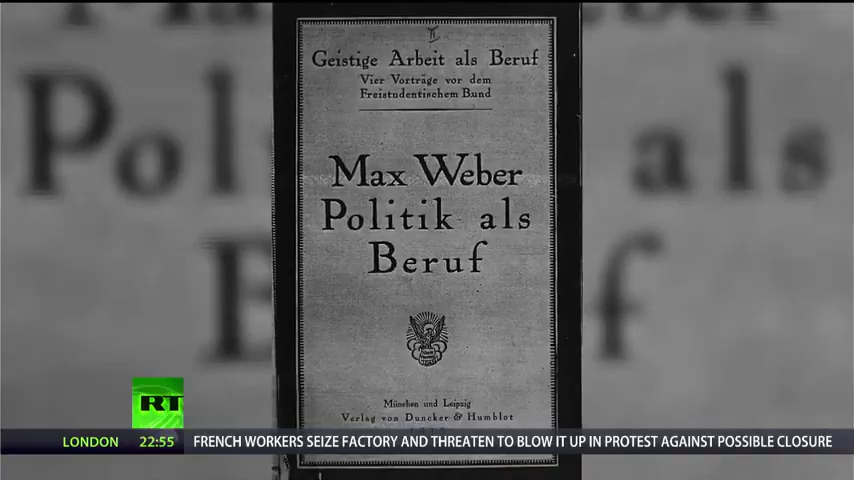 II
Geistige Arbeit als Beruf
Vier Vorträge vor dem
Freistudentischem Bund
Max Weber
Politik als
Beruf
München und Leipzig
Verlag von Duncker & Humblot
RT
LONDON 22:55 FRENCH WORKERS SEIZE FACTORY AND THREATEN TO BLOW IT UP IN PROTEST AGAINST POSSIBLE CLOSURE